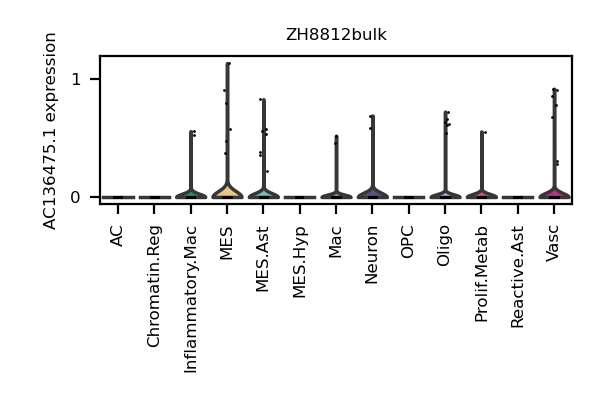 ZH8812bulk
AC136475.1 expression
1
0
AC
Chromatin.Reg
Inflammatory.Mac
MES
MES.Ast
MES.Hyp
Mac
Neuron
OPC
Oligo
Prolif.Metab
Reactive.Ast
Vasc